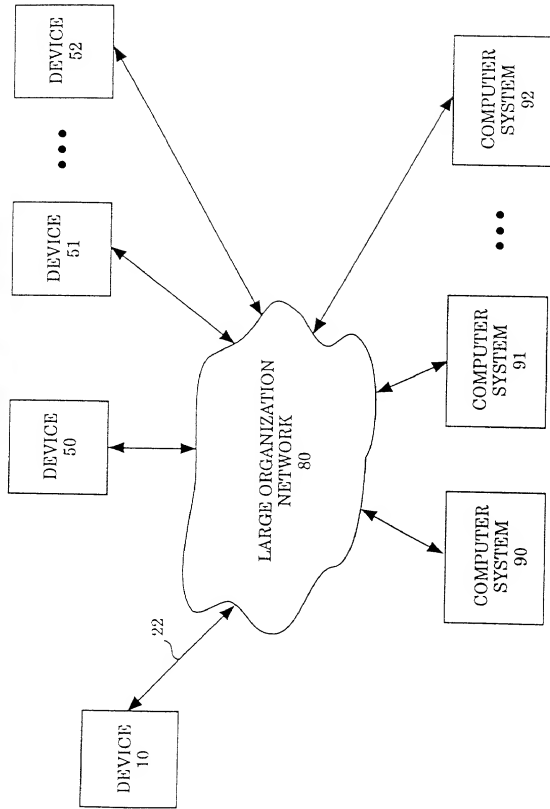 DEVICE
10
22
DEVICE
50
DEVICE
51
DEVICE
52
LARGE ORGANIZATION
NETWORK
80
COMPUTER
SYSTEM
90
COMPUTER
SYSTEM
91
COMPUTER
SYSTEM
92